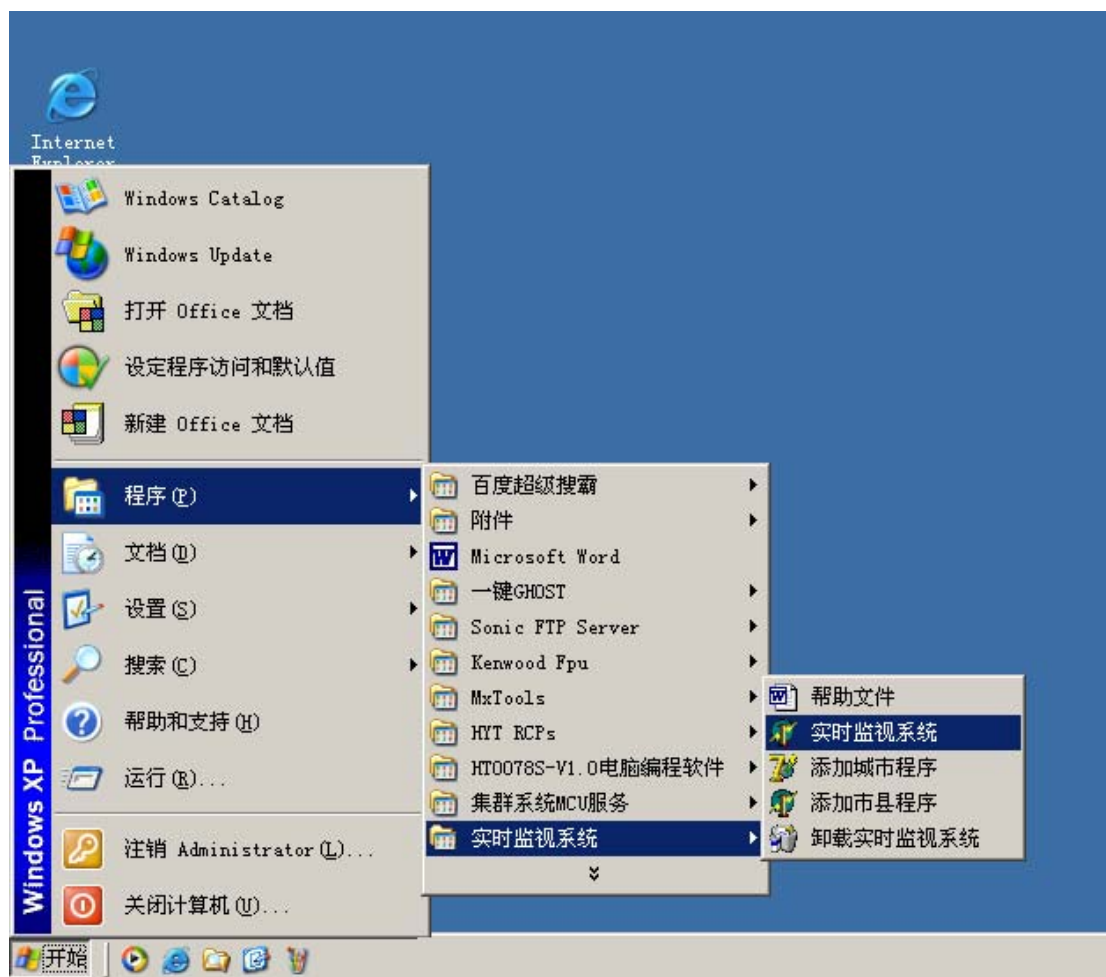 Internet
Explorer
Windows Catalog
Windows Update
打开 Office 文档
设定程序访问和默认值
新建 Office 文档
程序(P)
文档(D)
设置(S)
搜索(C)
帮助和支持(H)
运行(R)...
注销 Administrator(L)...
关闭计算机(U)...
Windows XP Professional
百度超级搜霸
附件
Microsoft Word
一键GHOST
Sonic FTP Server
Kenwood Fpu
MxTools
HYT RCPs
HT0078S-V1.0电脑编程软件
集群系统MCU服务
实时监视系统
帮助文件
实时监视系统
添加城市程序
添加市县程序
卸载实时监视系统
开始